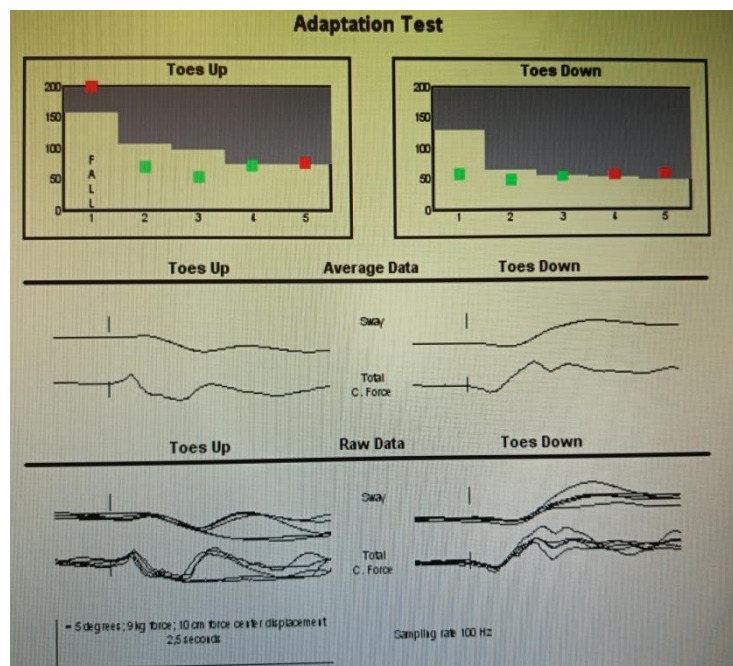 Adaptation Test
Toes Up
Toes Down
200
150
100
50
0
FALL
1 2 3 4 5
200
150
100
50
0
1 2 3 4 5
Toes Up Average Data Toes Down
Sway
Total
C. Force
Toes Up Raw Data Toes Down
Sway
Total
C. Force
= 5 degrees; 9 kg force; 10 cm force center displacement
2,5 seconds
Sampling rate 100 Hz